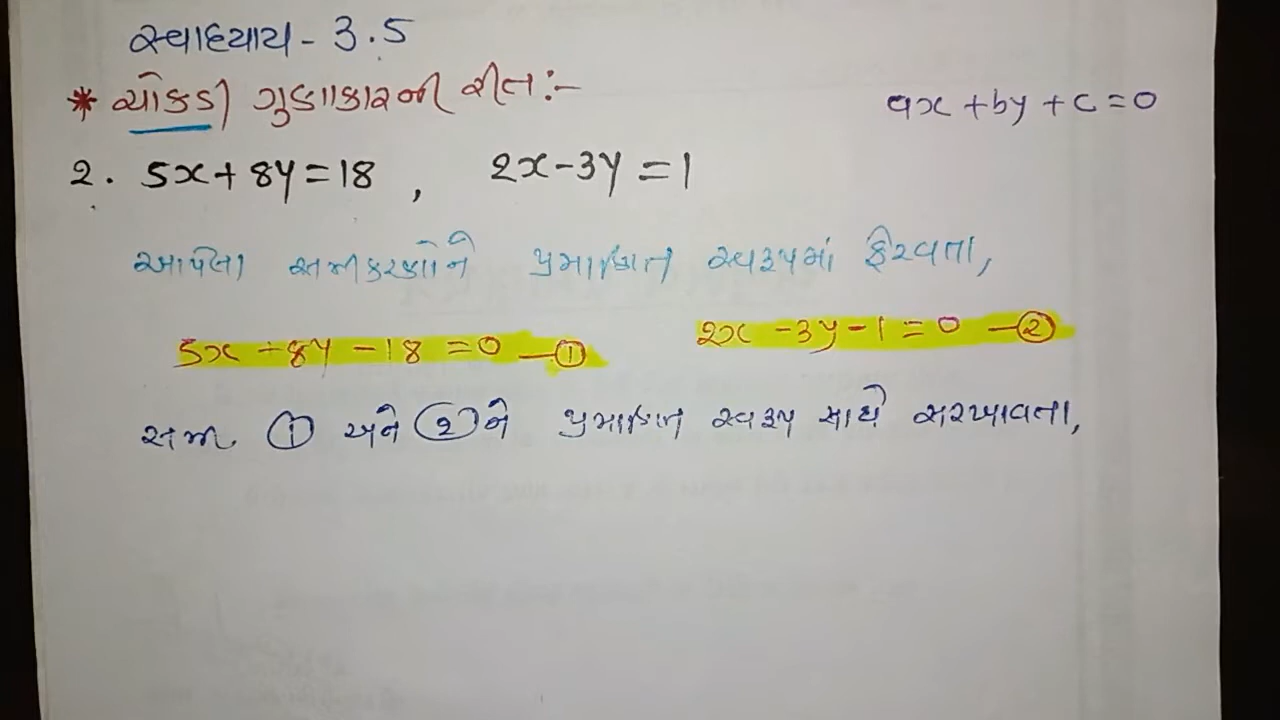 સ્વાધ્યાય - 3.5
* ચોકડી ગુણાકારની રીત :-
ax + by + c = 0
2. 5x + 8y = 18 , 2x - 3y = 1
આપેલા સમીકરણોને પ્રમાણિત સ્વરૂપમાં ફેરવતા,
5x + 8y - 18 = 0 — ①
2x - 3y - 1 = 0 — ②
સમી ① અને ②ને પ્રમાણિત સ્વરૂપ સાથે સરખાવતા,